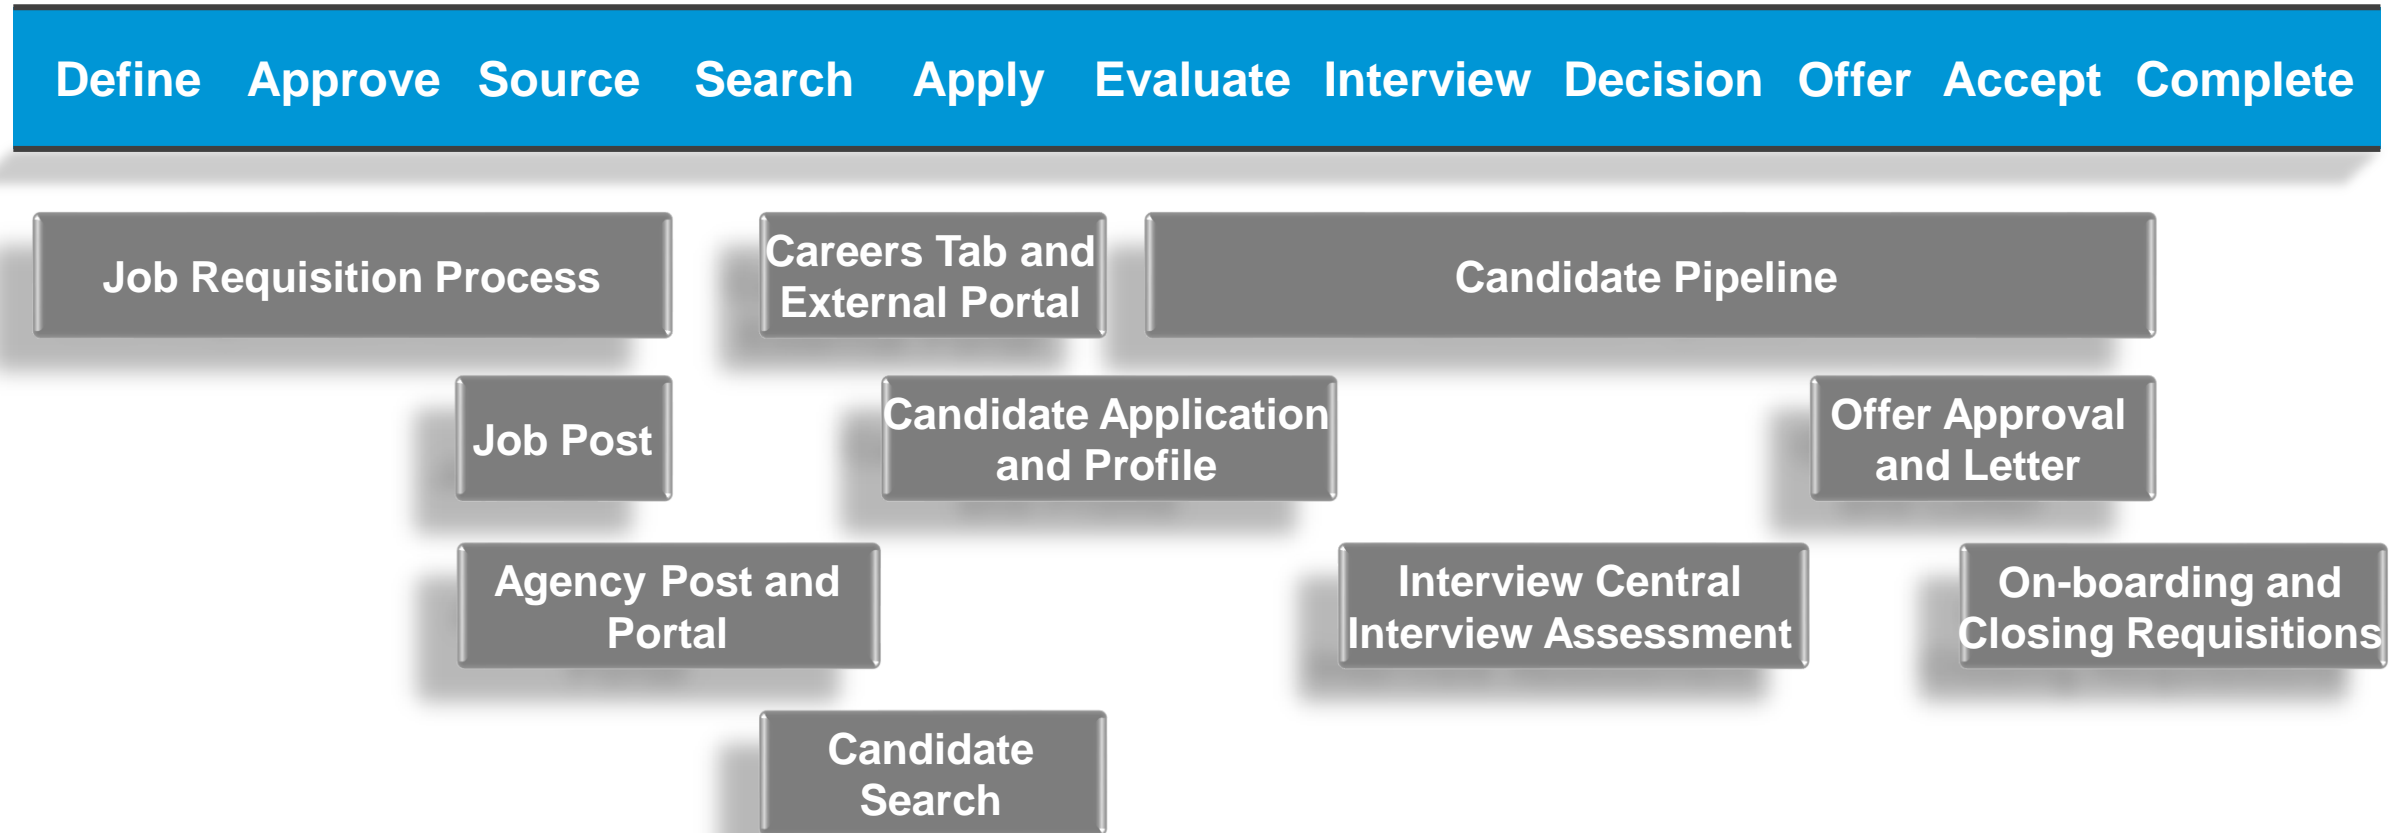 Define Approve Source Search Apply Evaluate Interview Decision Offer Accept Complete
Job Requisition Process
Careers Tab and
External Portal
Candidate Pipeline
Job Post
Candidate Application
and Profile
Offer Approval
and Letter
Agency Post and
Portal
Interview Central
Interview Assessment
On-boarding and
Closing Requisitions
Candidate
Search